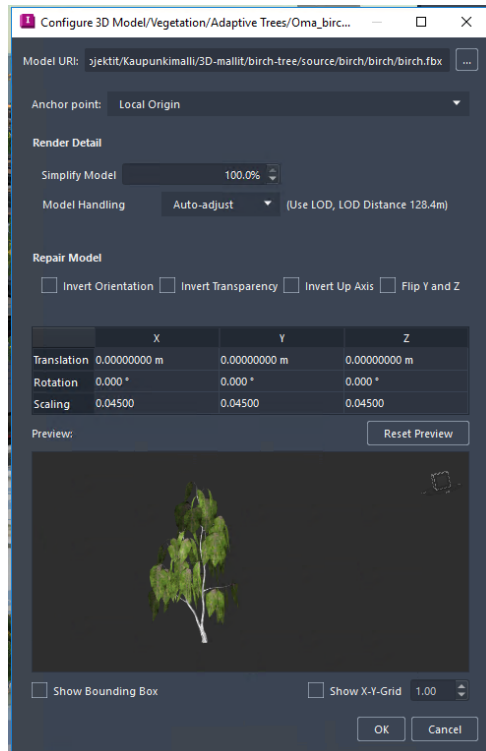 Configure 3D Model/Vegetation/Adaptive Trees/Oma_birc...
Model URI: ojektit/Kaupunkimalli/3D-mallit/birch-tree/source/birch/birch/birch.fbx ...
Anchor point: Local Origin
Render Detail
Simplify Model 100.0%
Model Handling Auto-adjust (Use LOD, LOD Distance 128.4m)
Repair Model
Invert Orientation Invert Transparency Invert Up Axis Flip Y and Z
X Y Z
Translation 0.00000000 m 0.00000000 m 0.00000000 m
Rotation 0.000 ° 0.000 ° 0.000 °
Scaling 0.04500 0.04500 0.04500
Preview: Reset Preview
Show Bounding Box Show X-Y-Grid 1.00
OK Cancel